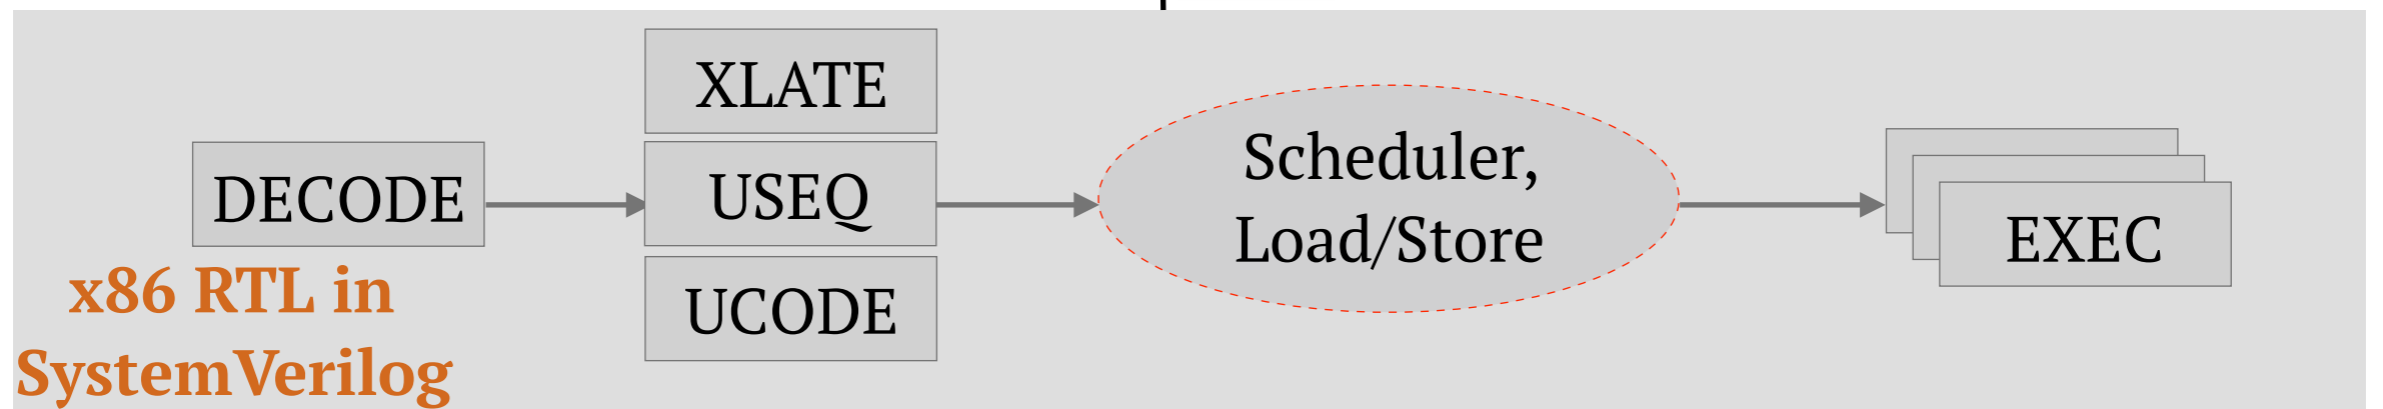 XLATE
DECODE
USEQ
UCODE
Scheduler,
Load/Store
EXEC
x86 RTL in
SystemVerilog